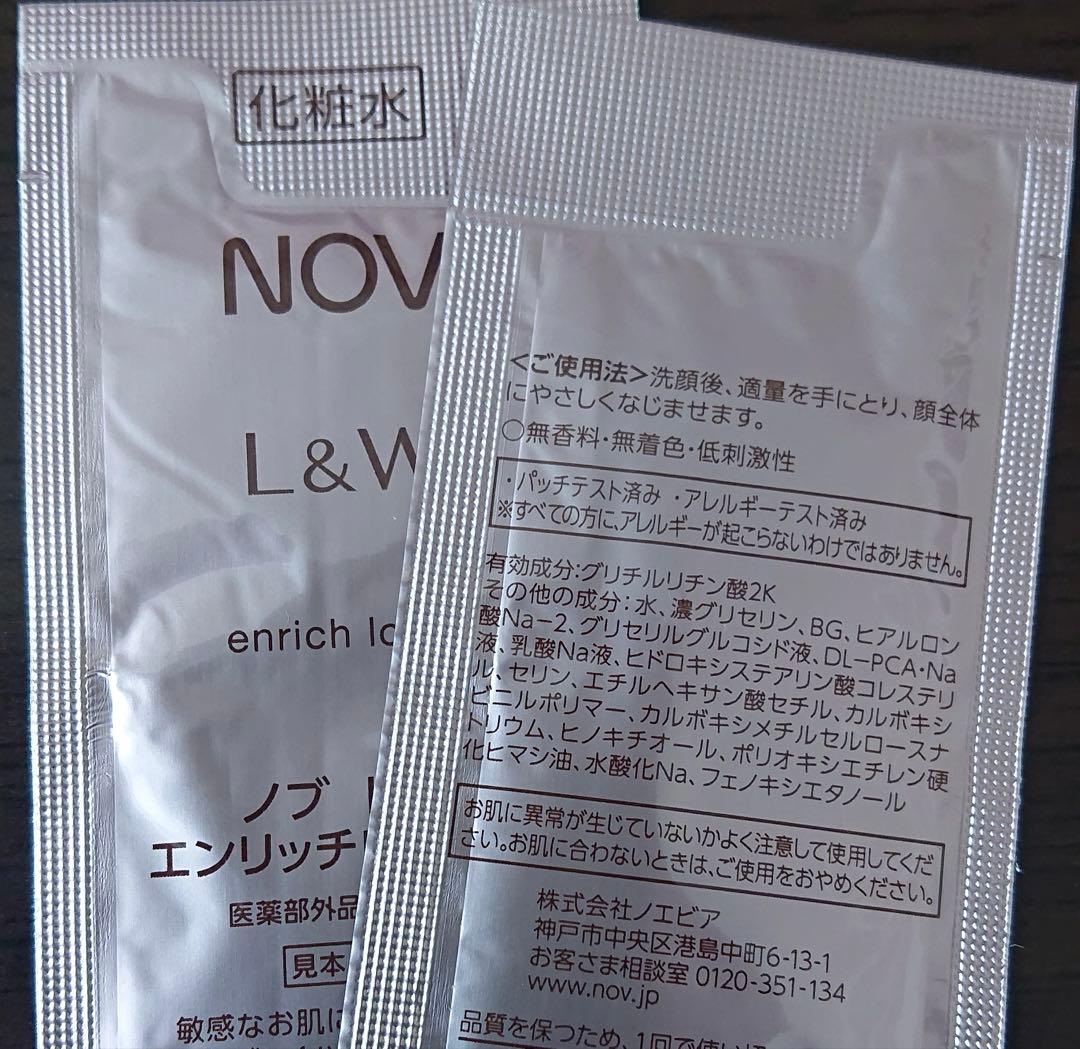 化粧水
NOV
L&W
enrich lo
ノブ
エンリッチ
医薬部外品
見本
敏感なお肌に
<ご使用法>洗顔後、適量を手にとり、顔全体
にやさしくなじませます。
○無香料・無着色・低刺激性
・パッチテスト済み ・アレルギーテスト済み
※すべての方に、アレルギーが起こらないわけではありません。
有効成分:グリチルリチン酸2K
その他の成分:水、濃グリセリン、BG、ヒアルロン
酸Na-2、グリセリルグルコシド液、DL-PCA・Na
液、乳酸Na液、ヒドロキシステアリン酸コレステリ
ル、セリン、エチルヘキサン酸セチル、カルボキシ
ビニルポリマー、カルボキシメチルセルロースナ
トリウム、ヒノキチオール、ポリオキシエチレン硬
化ヒマシ油、水酸化Na、フェノキシエタノール
お肌に異常が生じていないかよく注意して使用してくだ
さい。お肌に合わないときは、ご使用をおやめください。
株式会社ノエビア
神戸市中央区港島中町6-13-1
お客さま相談室 0120-351-134
www.nov.jp
品質を保つため、1回で使い